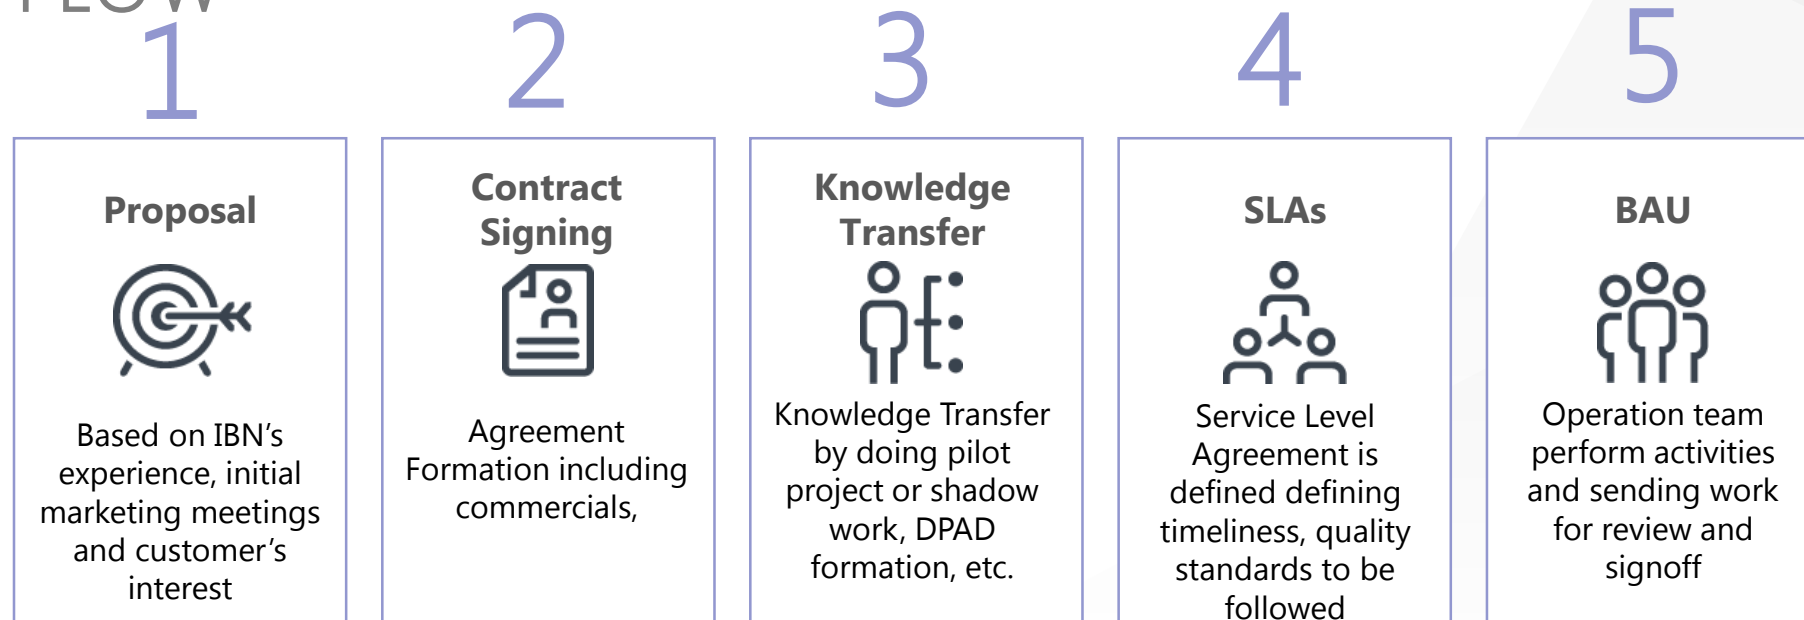 FLOW
1
Proposal
Based on IBN's
experience, initial
marketing meetings
and customer's
interest
2
Contract
Signing
Agreement
Formation including
commercials,
3
Knowledge
Transfer
Knowledge Transfer
by doing pilot
project or shadow
work, DPAD
formation, etc.
4
SLAs
Service Level
Agreement is
defined defining
timeliness, quality
standards to be
followed
5
BAU
Operation team
perform activities
and sending work
for review and
signoff